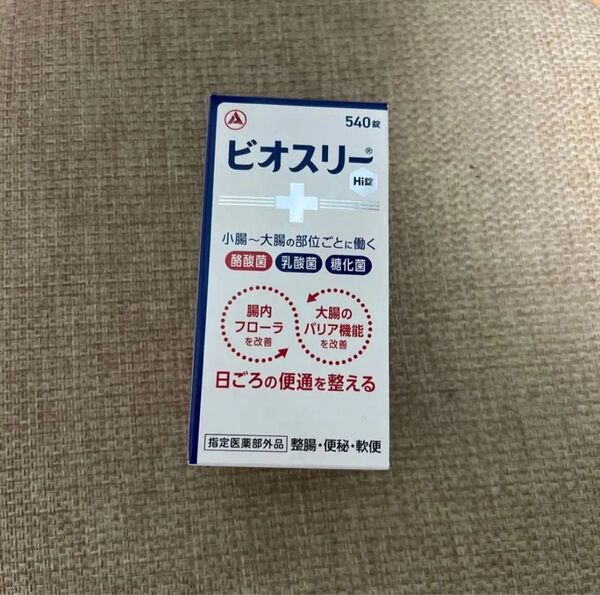 540錠
ビオスリー®
Hi錠
小腸〜大腸の部位ごとに働く
酪酸菌 乳酸菌 糖化菌
腸内
フローラ
を改善
大腸の
バリア機能
を改善
日ごろの便通を整える
指定医薬部外品 整腸・便秘・軟便